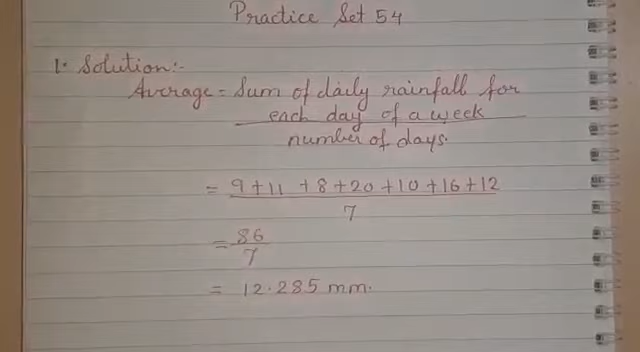 Practice Set 54
1. Solution:-
Average = Sum of daily rainfall for
each day of a week
number of days.
= 9+11 +8+20+10+16+12
7
= 86
7
= 12.285 mm.